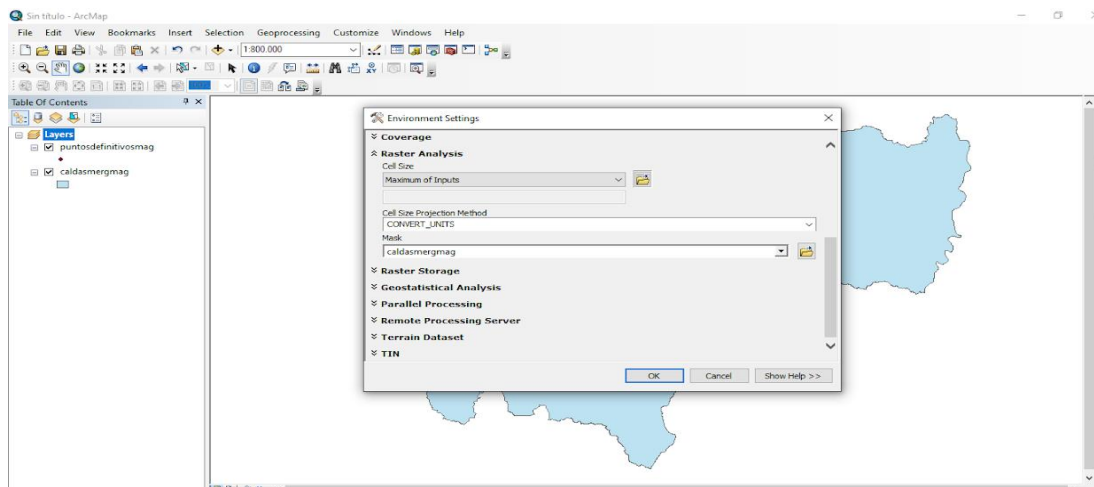 Sin título - ArcMap
File Edit View Bookmarks Insert Selection Geoprocessing Customize Windows Help
1:800.000
Table Of Contents
Layers
puntosdefinitivosmag
caldasmergmag
Environment Settings
Coverage
Raster Analysis
Cell Size
Maximum of Inputs
Cell Size Projection Method
CONVERT_UNITS
Mask
caldasmergmag
Raster Storage
Geostatistical Analysis
Parallel Processing
Remote Processing Server
Terrain Dataset
TIN
OK Cancel Show Help >>